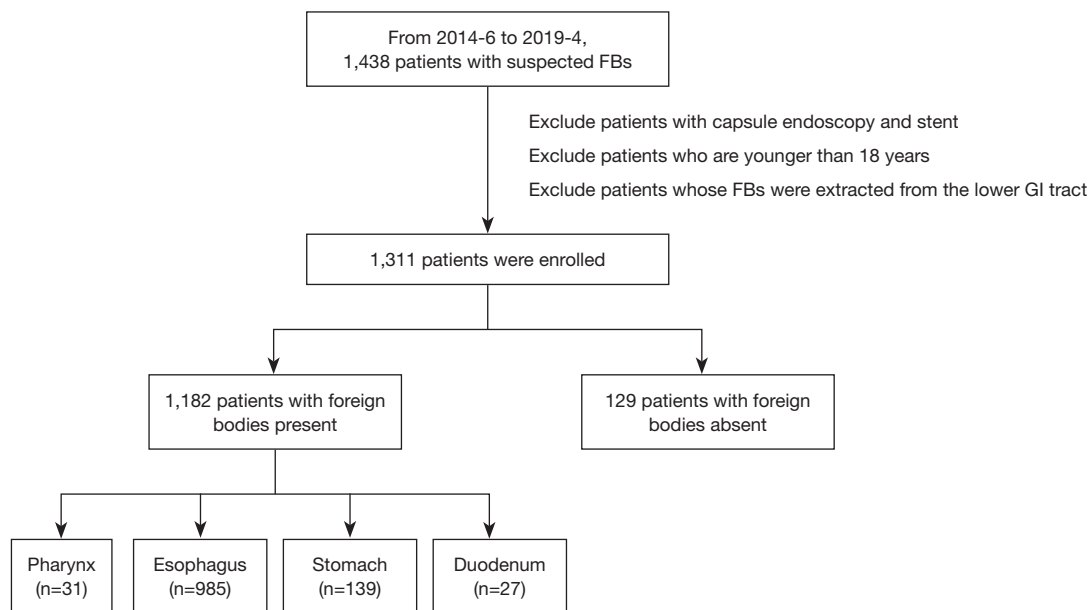 From 2014-6 to 2019-4,
1,438 patients with suspected FBs
Exclude patients with capsule endoscopy and stent
Exclude patients who are younger than 18 years
Exclude patients whose FBs were extracted from the lower GI tract
1,311 patients were enrolled
1,182 patients with foreign
bodies present
129 patients with foreign
bodies absent
Pharynx
(n=31)
Esophagus
(n=985)
Stomach
(n=139)
Duodenum
(n=27)